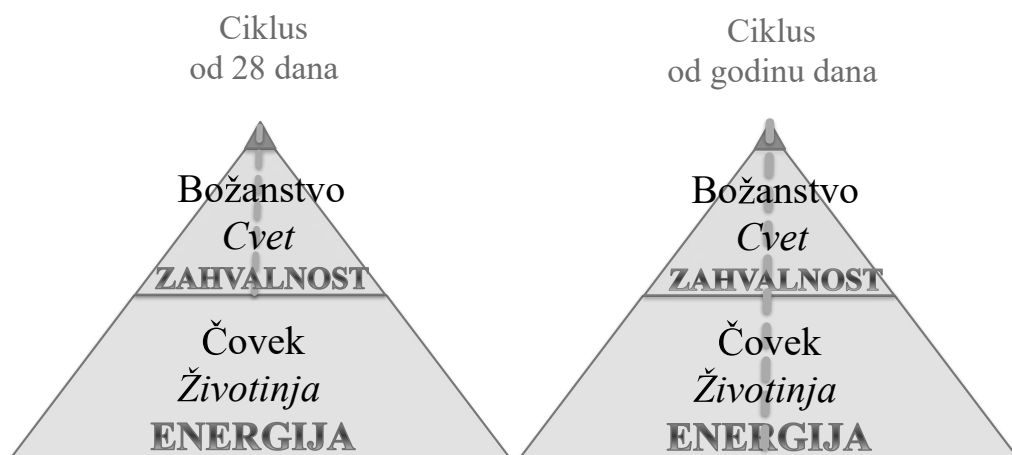 Ciklus
od 28 dana
Božanstvo
Cvet
ZAHVALNOST
Čovek
Životinja
ENERGIJA
Ciklus
od godinu dana
Božanstvo
Cvet
ZAHVALNOST
Čovek
Životinja
ENERGIJA